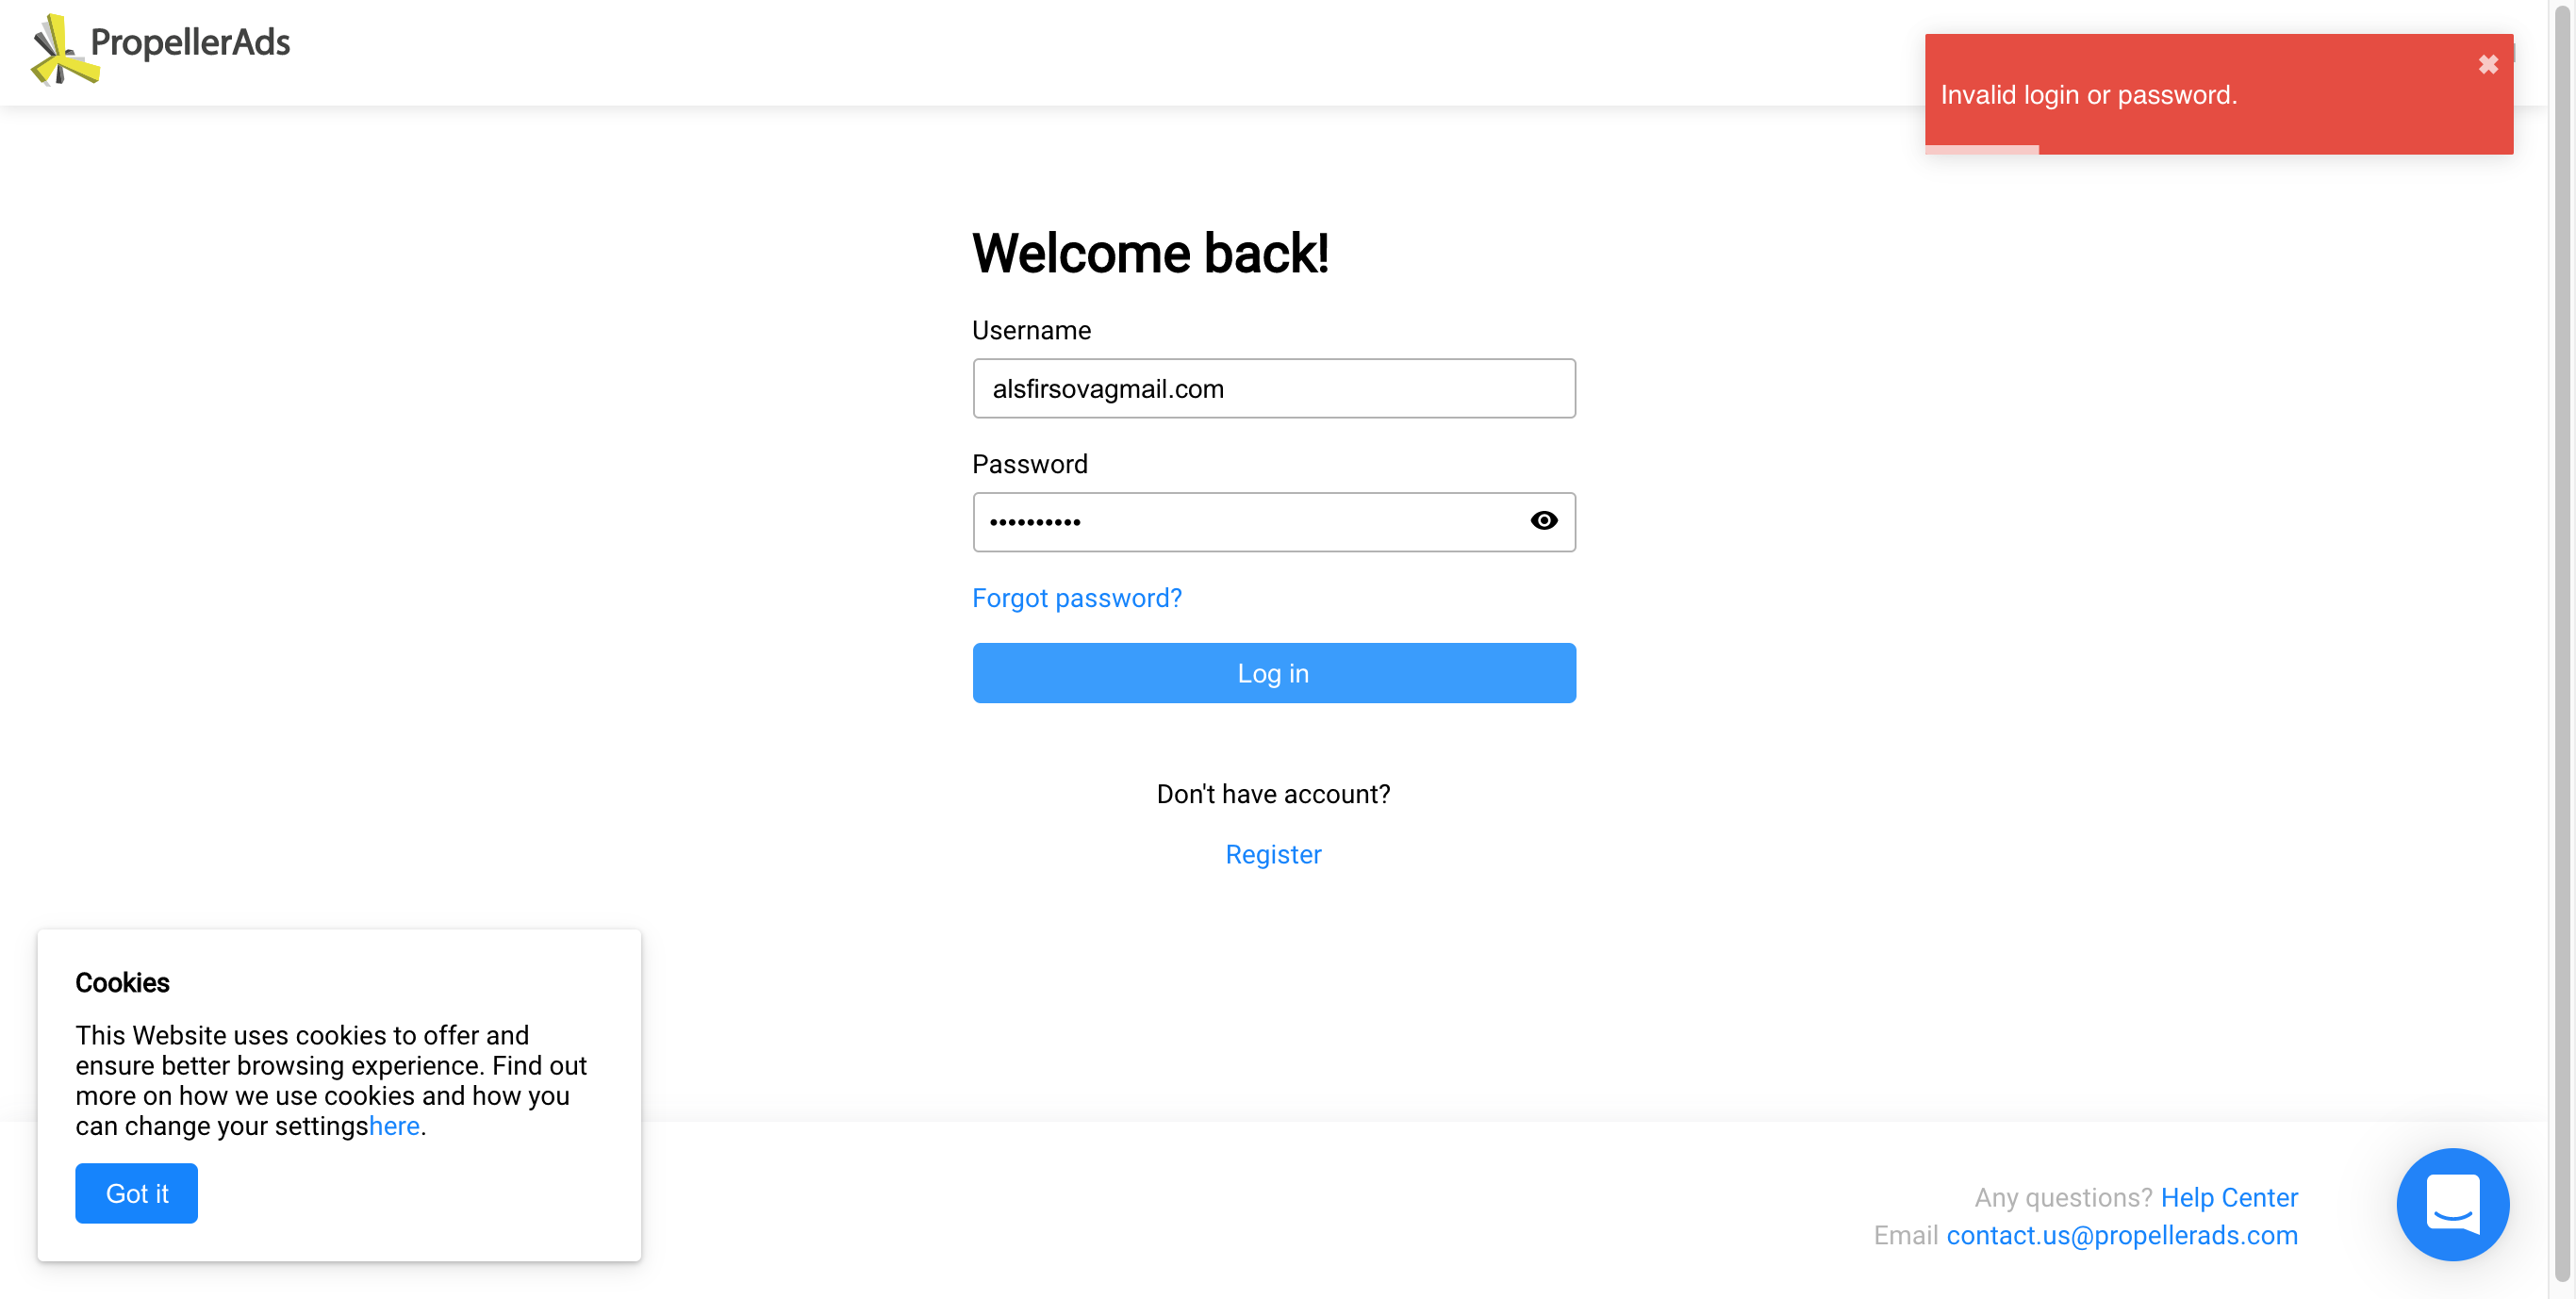 PropellerAds
Invalid login or password.
Welcome back!
Username
alsfirsovagmail.com
Password
Forgot password?
Log in
Don't have account?
Register
Cookies
This Website uses cookies to offer and
ensure better browsing experience. Find out
more on how we use cookies and how you
can change your settingshere.
Got it
Any questions? Help Center
Email contact.us@propellerads.com